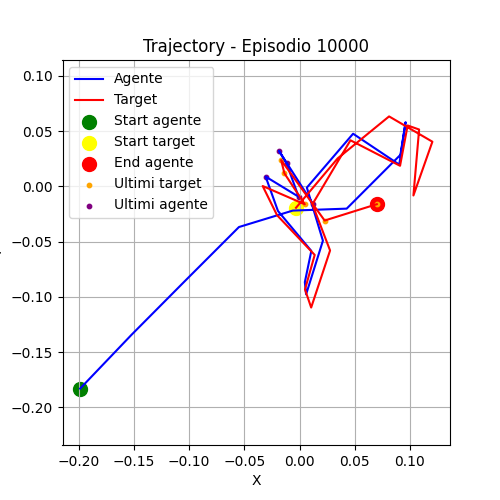 Trajectory - Episodio 10000
Agente
Target
Start agente
Start target
End agente
Ultimi target
Ultimi agente
0.10
0.05
0.00
−0.05
−0.10
−0.15
−0.20
−0.20 −0.15 −0.10 −0.05 0.00 0.05 0.10
X